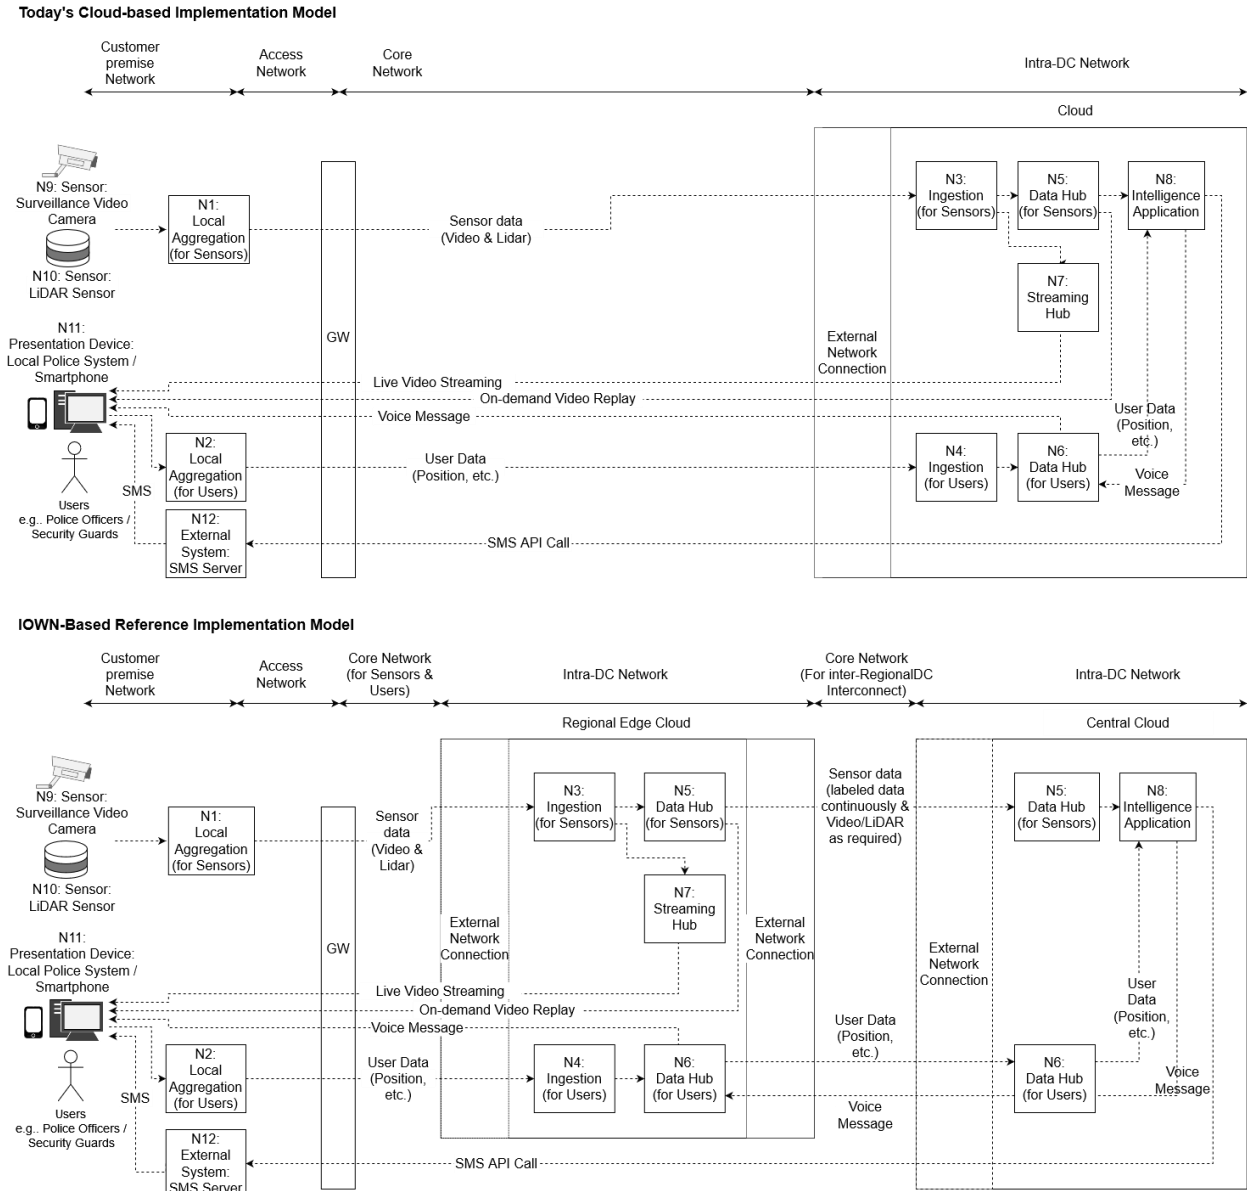 Today's Cloud-based Implementation Model
Customer
premise
Network
Access
Network
Core
Network
Intra-DC Network
Cloud
N9: Sensor:
Surveillance Video
Camera
N10: Sensor:
LiDAR Sensor
N1:
Local
Aggregation
(for Sensors)
Sensor data
(Video & Lidar)
N3:
Ingestion
(for Sensors)
N5:
Data Hub
(for Sensors)
N8:
Intelligence
Application
N7:
Streaming
Hub
N11:
Presentation Device:
Local Police System /
Smartphone
GW
External
Network
Connection
Live Video Streaming
On-demand Video Replay
Voice Message
User Data
(Position,
etc.)
N2:
Local
Aggregation
(for Users)
User Data
(Position, etc.)
N4:
Ingestion
(for Users)
N6:
Data Hub
(for Users)
Voice
Message
SMS
Users
e.g.. Police Officers /
Security Guards
N12:
External
System:
SMS Server
SMS API Call
IOWN-Based Reference Implementation Model
Customer
premise
Network
Access
Network
Core Network
(for Sensors &
Users)
Intra-DC Network
Core Network
(For inter-RegionalDC
Interconnect)
Intra-DC Network
Regional Edge Cloud
Central Cloud
N9: Sensor:
Surveillance Video
Camera
N10: Sensor:
LiDAR Sensor
N1:
Local
Aggregation
(for Sensors)
Sensor
data
(Video &
Lidar)
N3:
Ingestion
(for Sensors)
N5:
Data Hub
(for Sensors)
Sensor data
(labeled data
continuously &
Video/LiDAR
as required)
N5:
Data Hub
(for Sensors)
N8:
Intelligence
Application
N7:
Streaming
Hub
N11:
Presentation Device:
Local Police System /
Smartphone
GW
External
Network
Connection
External
Network
Connection
External
Network
Connection
Live Video Streaming
On-demand Video Replay
Voice Message
User
Data
(Position,
etc.)
N2:
Local
Aggregation
(for Users)
User Data
(Position,
etc.)
N4:
Ingestion
(for Users)
N6:
Data Hub
(for Users)
User Data
(Position,
etc.)
N6:
Data Hub
(for Users)
Voice
Message
Voice
Message
SMS
Users
e.g.. Police Officers /
Security Guards
N12:
External
System:
SMS Server
SMS API Call